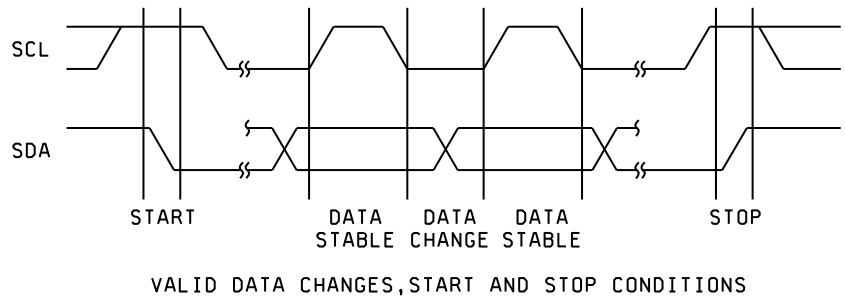 SCL
SDA
START
DATA STABLE
DATA CHANGE
DATA STABLE
STOP
VALID DATA CHANGES, START AND STOP CONDITIONS